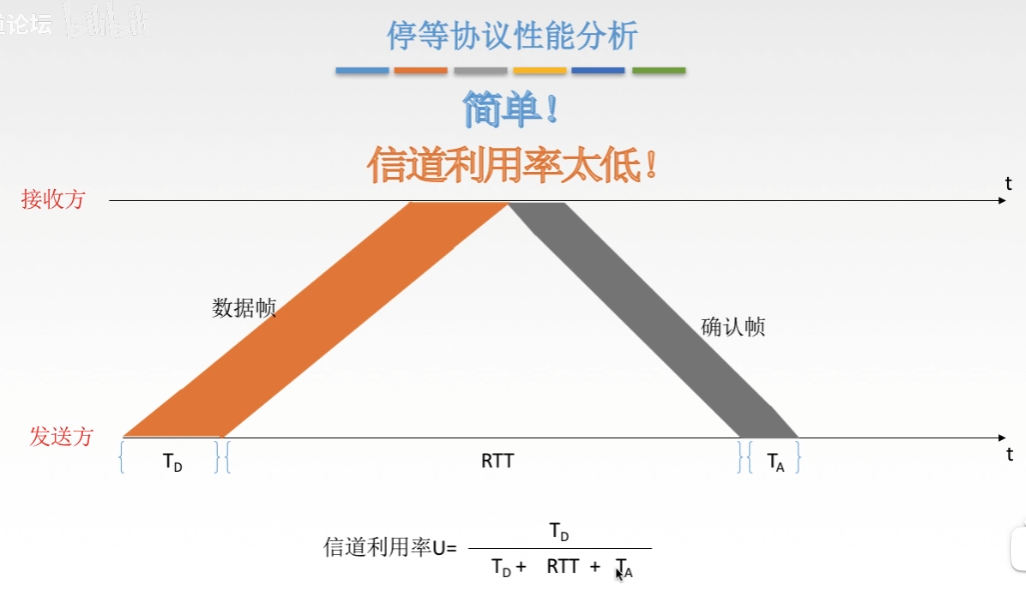 道论坛 bilibili
停等协议性能分析
简单！
信道利用率太低！
t
接收方
数据帧
确认帧
发送方
t
T_D RTT T_A
信道利用率U= T_D
T_D + RTT + T_A